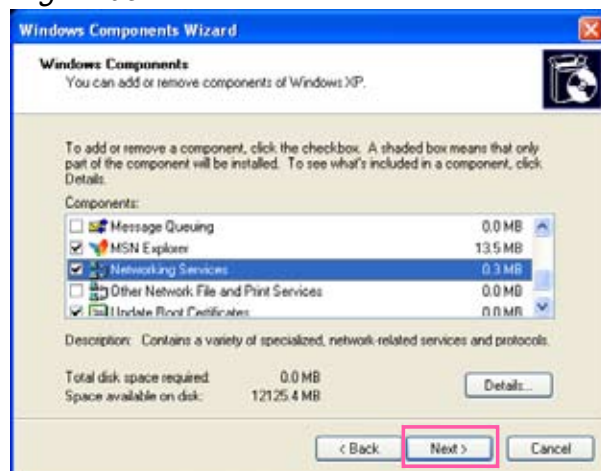 Windows Components Wizard
Windows Components
You can add or remove components of Windows XP.
To add or remove a component, click the checkbox. A shaded box means that only
part of the component will be installed. To see what's included in a component, click
Details.
Components:
Message Queuing 0.0 MB
MSN Explorer 13.5 MB
Networking Services 0.3 MB
Other Network File and Print Services 0.0 MB
Update Root Certificates 0.0 MB
Description: Contains a variety of specialized, network-related services and protocols.
Total disk space required: 0.0 MB
Space available on disk: 12125.4 MB
Details...
< Back Next > Cancel